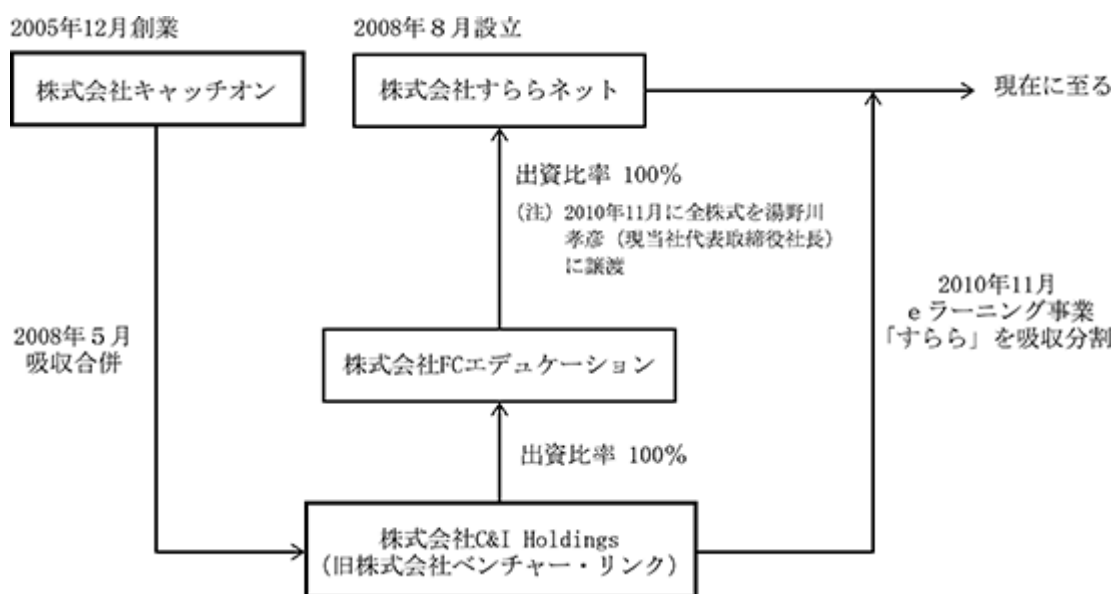 2005年12月創業
2008年8月設立
株式会社キャッチオン
株式会社すららネット
現在に至る
出資比率 100%
(注) 2010年11月に全株式を湯野川
孝彦（現当社代表取締役社長）
に譲渡
2010年11月
eラーニング事業
「すらら」を吸収分割
2008年5月
吸収合併
株式会社FCエデュケーション
出資比率 100%
株式会社C&I Holdings
(旧株式会社ベンチャー・リンク)